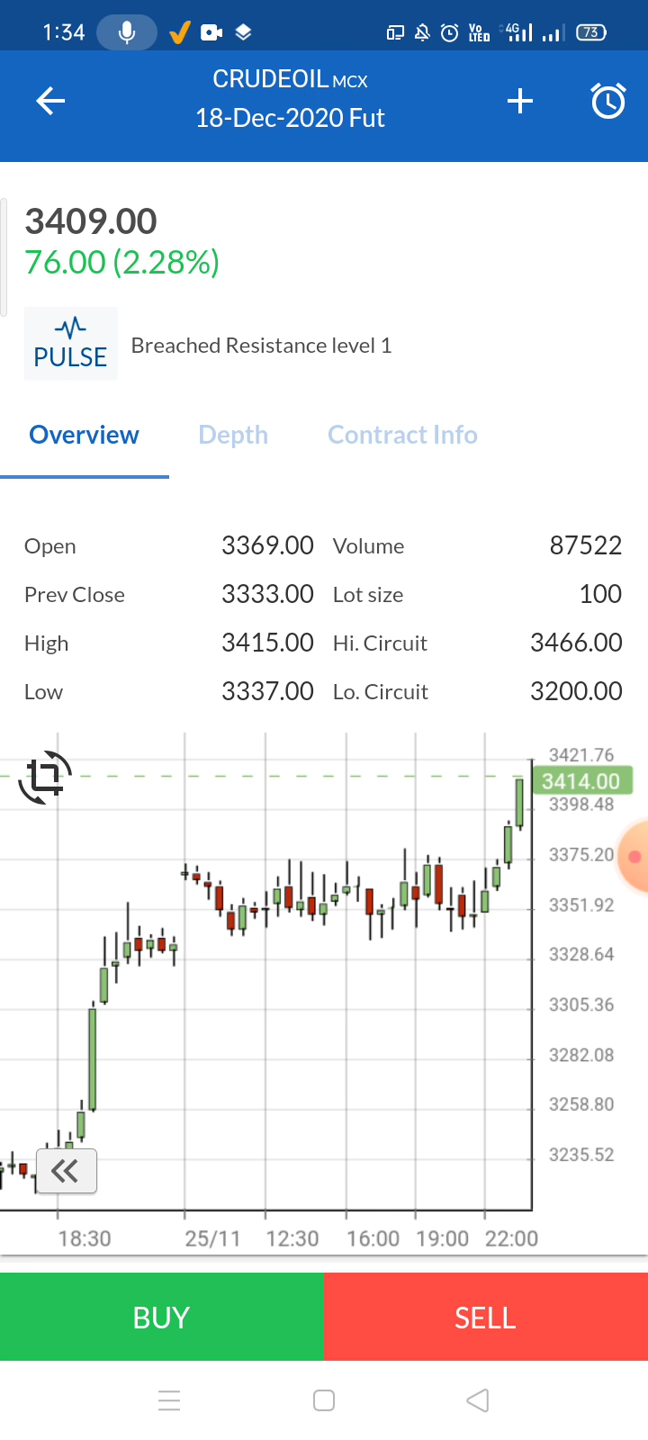 1:34 Vo LTED 4G 73
CRUDEOIL MCX
18-Dec-2020 Fut
3409.00
76.00 (2.28%)
PULSE Breached Resistance level 1
Overview Depth Contract Info
Open 3369.00 Volume 87522
Prev Close 3333.00 Lot size 100
High 3415.00 Hi. Circuit 3466.00
Low 3337.00 Lo. Circuit 3200.00
3421.76
3414.00
3398.48
3375.20
3351.92
3328.64
3305.36
3282.08
3258.80
3235.52
18:30 25/11 12:30 16:00 19:00 22:00
BUY SELL